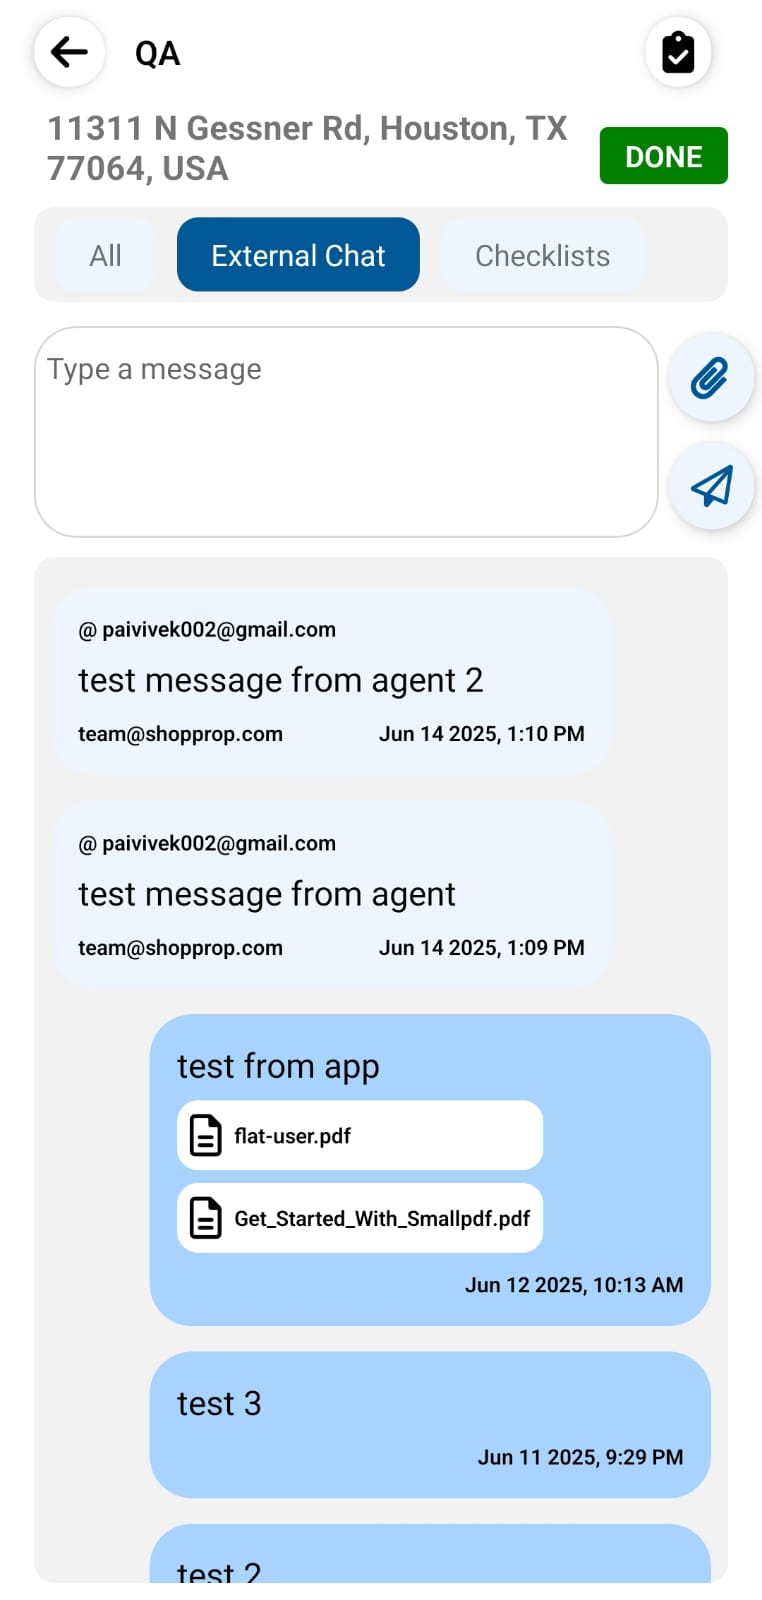 QA
11311 N Gessner Rd, Houston, TX
77064, USA
DONE
All
External Chat
Checklists
Type a message
@ paivivek002@gmail.com
test message from agent 2
team@shopprop.com Jun 14 2025, 1:10 PM
@ paivivek002@gmail.com
test message from agent
team@shopprop.com Jun 14 2025, 1:09 PM
test from app
flat-user.pdf
Get_Started_With_Smallpdf.pdf
Jun 12 2025, 10:13 AM
test 3
Jun 11 2025, 9:29 PM
test 2